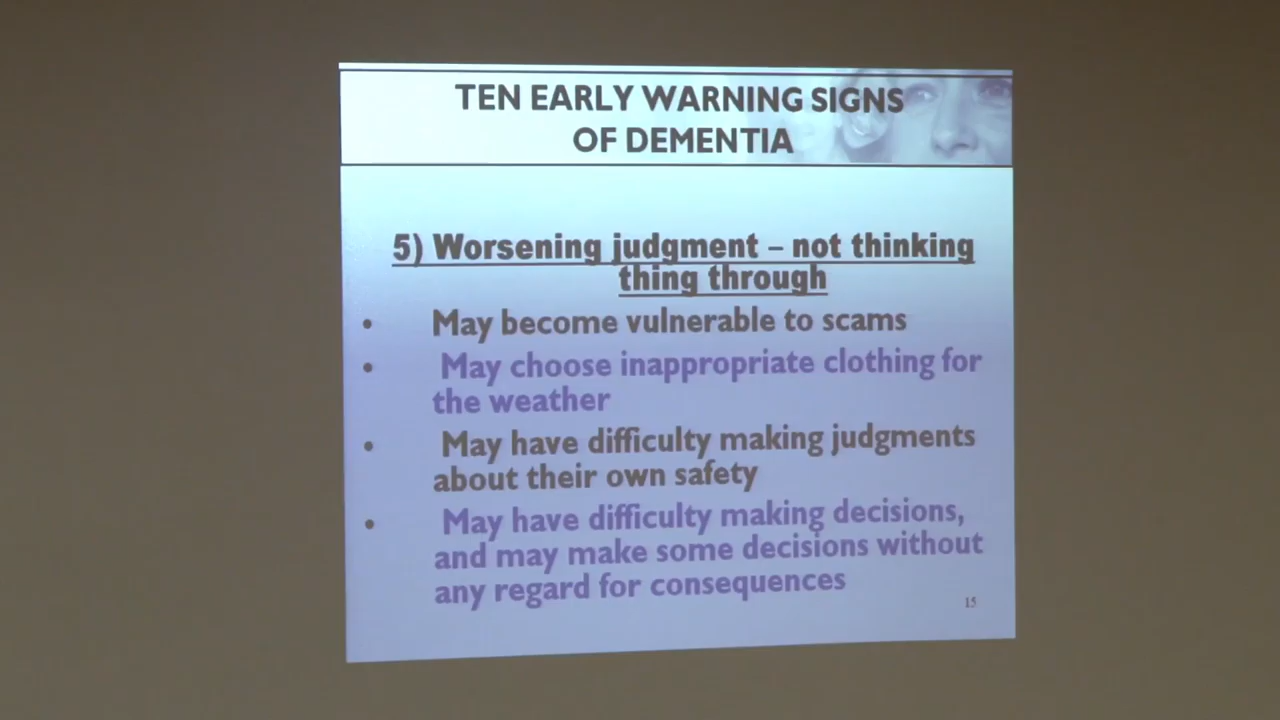 TEN EARLY WARNING SIGNS
OF DEMENTIA
5) Worsening judgment – not thinking
thing through
• May become vulnerable to scams
• May choose inappropriate clothing for
the weather
• May have difficulty making judgments
about their own safety
• May have difficulty making decisions,
and may make some decisions without
any regard for consequences
15